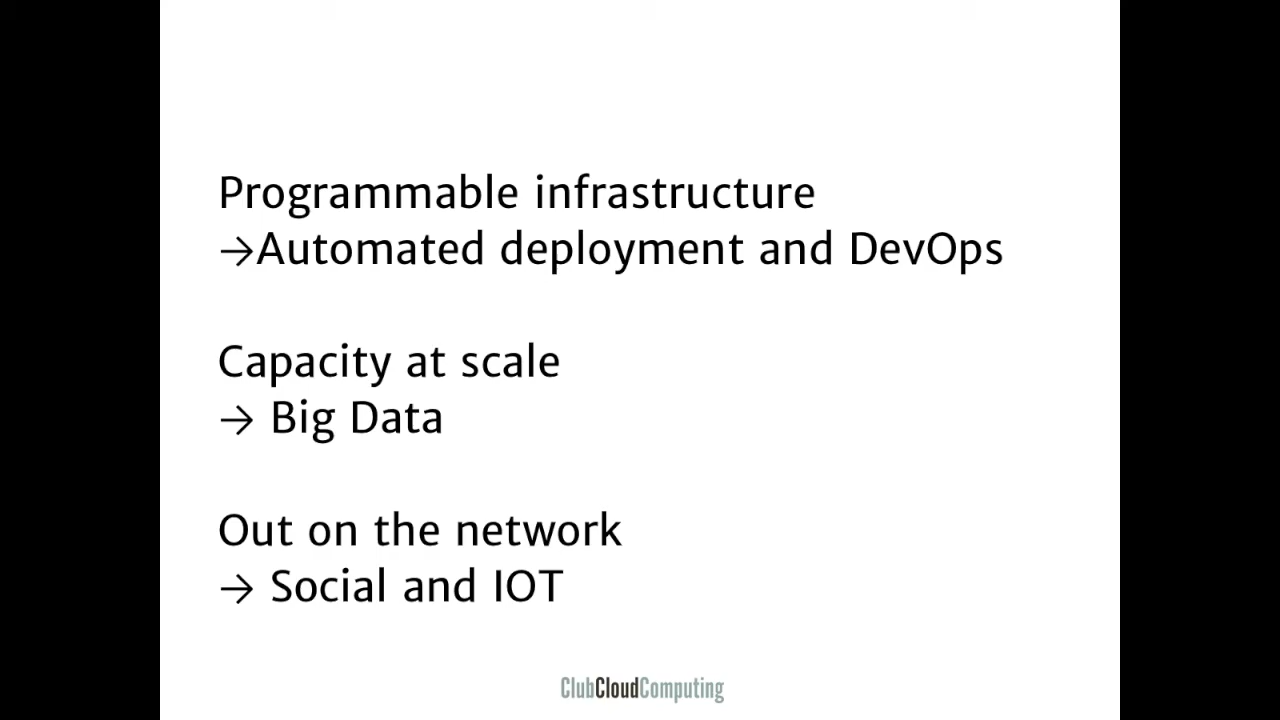 Programmable infrastructure
→Automated deployment and DevOps
Capacity at scale
→ Big Data
Out on the network
→ Social and IOT
ClubCloudComputing